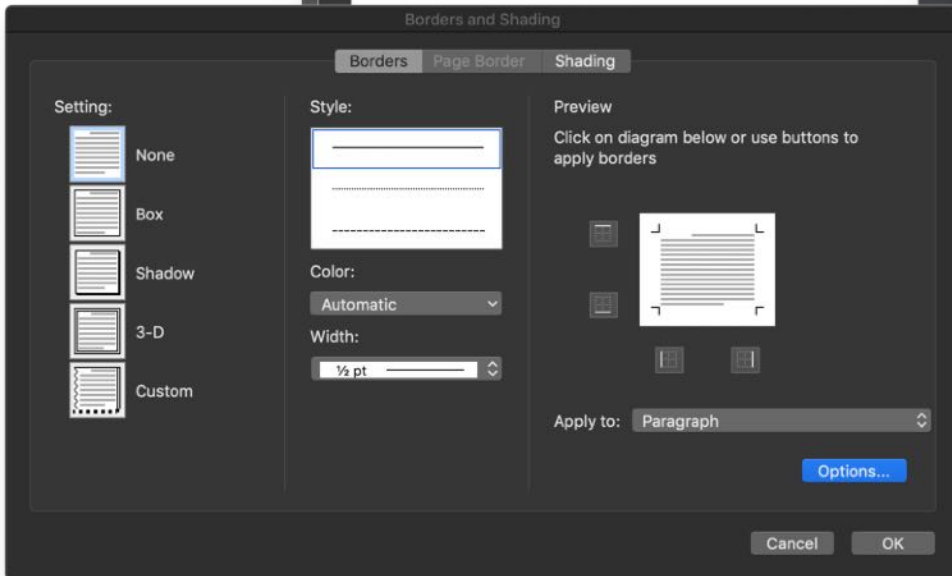 Borders and Shading
Borders
Page Border
Shading
Setting:
None
Box
Shadow
3-D
Custom
Style:
Color:
Automatic
Width:
½ pt
Preview
Click on diagram below or use buttons to
apply borders
Apply to:
Paragraph
Options...
Cancel
OK